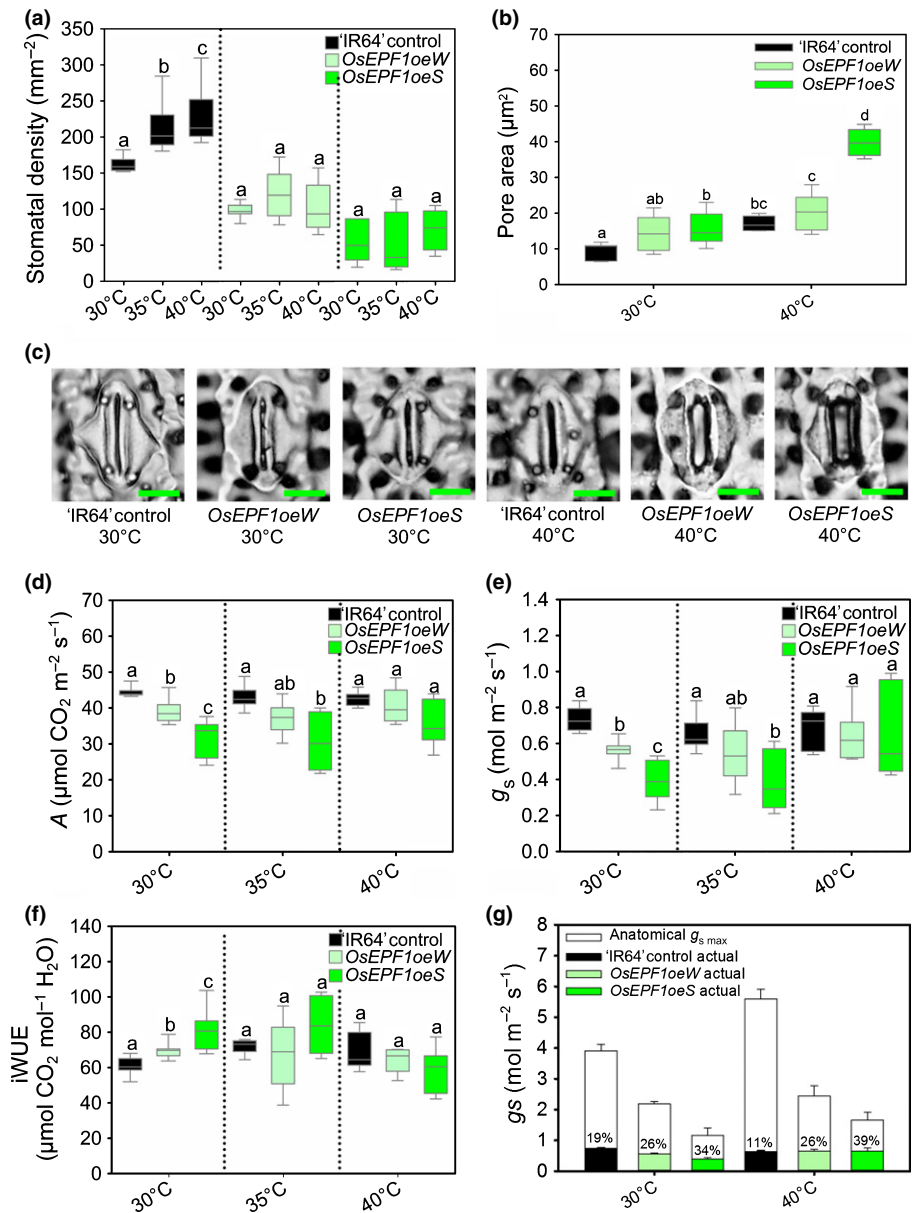 (a)
Stomatal density (mm⁻²)
350
300
250
200
150
100
50
0
'IR64' control
OsEPF1oeW
OsEPF1oeS
a
b
c
a
a
a
a
a
a
30°C
35°C
40°C
30°C
35°C
40°C
30°C
35°C
40°C
(b)
Pore area (µm²)
70
60
50
40
30
20
10
0
'IR64' control
OsEPF1oeW
OsEPF1oeS
a
ab
b
bc
c
d
30°C
40°C
(c)
'IR64' control
30°C
OsEPF1oeW
30°C
OsEPF1oeS
30°C
'IR64' control
40°C
OsEPF1oeW
40°C
OsEPF1oeS
40°C
(d)
A (µmol CO₂ m⁻² s⁻¹)
70
60
50
40
30
20
10
0
'IR64' control
OsEPF1oeW
OsEPF1oeS
a
b
c
a
ab
b
a
a
a
30°C
35°C
40°C
(e)
gₛ (mol m⁻² s⁻¹)
1.4
1.2
1.0
0.8
0.6
0.4
0.2
0.0
'IR64' control
OsEPF1oeW
OsEPF1oeS
a
b
c
a
ab
b
a
a
a
30°C
35°C
40°C
(f)
iWUE
(µmol CO₂ mol⁻¹ H₂O)
140
120
100
80
60
40
20
0
'IR64' control
OsEPF1oeW
OsEPF1oeS
a
b
c
a
a
a
a
a
a
30°C
35°C
40°C
(g)
gs (mol m⁻² s⁻¹)
8
7
6
5
4
3
2
1
0
Anatomical gₛ ₘₐₓ
'IR64' control actual
OsEPF1oeW actual
OsEPF1oeS actual
19%
26%
34%
11%
26%
39%
30°C
40°C